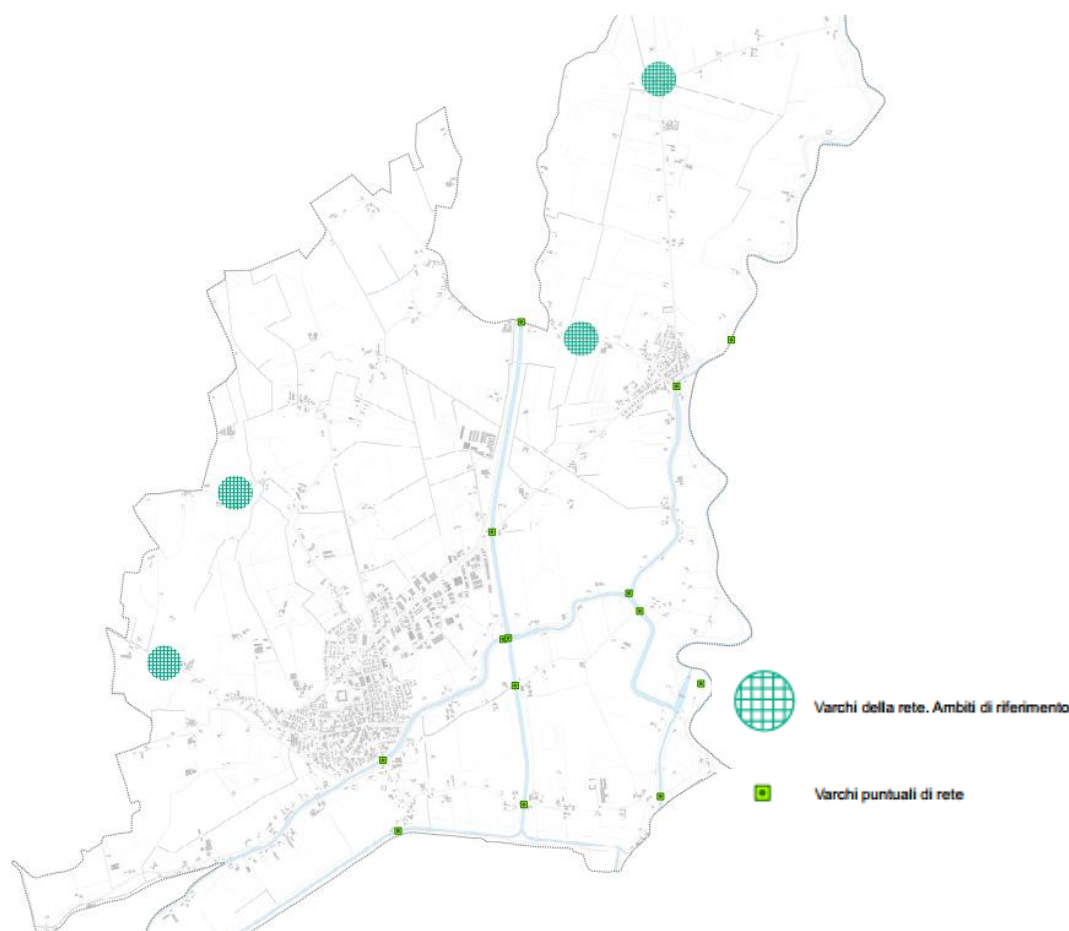 Varchi della rete. Ambiti di riferimento
Varchi puntuali di rete